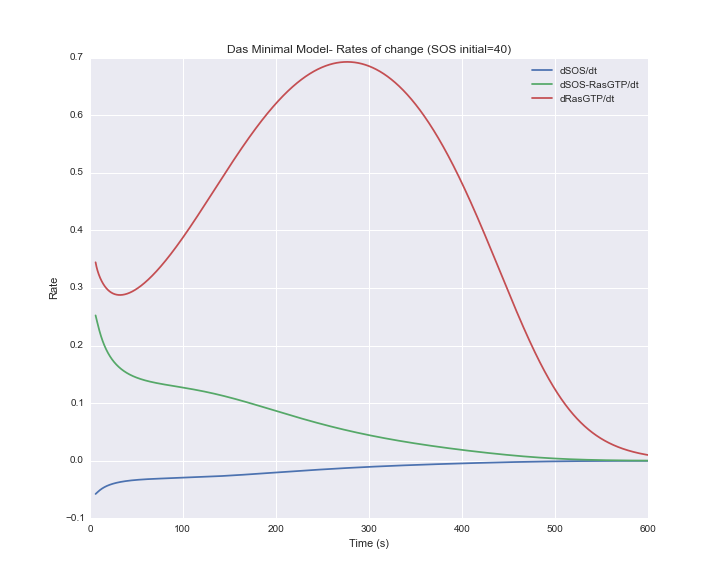 Das Minimal Model- Rates of change (SOS initial=40)
0.7
0.6
0.5
0.4
0.3
0.2
0.1
0.0
−0.1
Rate
dSOS/dt
dSOS-RasGTP/dt
dRasGTP/dt
0 100 200 300 400 500 600
Time (s)